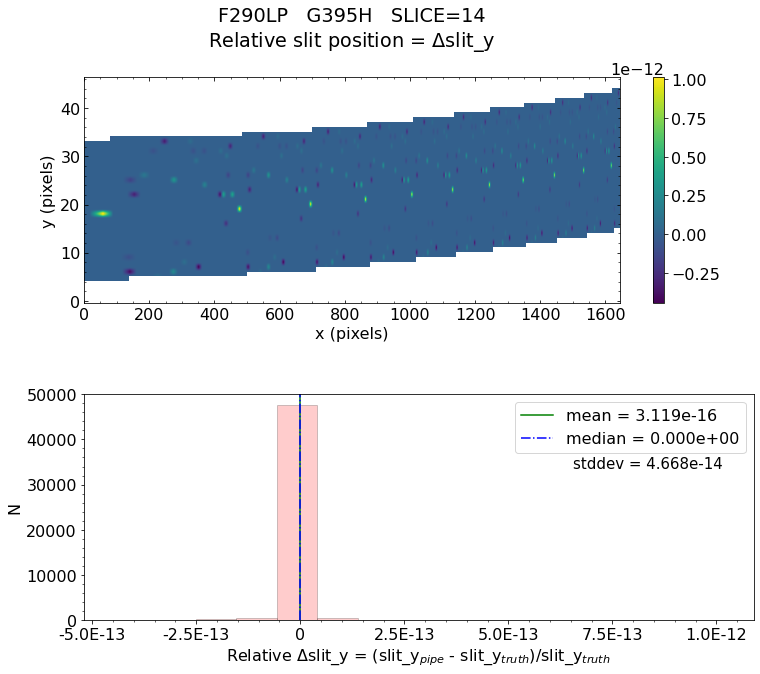 F290LP G395H SLICE=14
Relative slit position = Δslit_y
1e−12
40
30
20
10
0
y (pixels)
0 200 400 600 800 1000 1200 1400 1600
x (pixels)
1.00
0.75
0.50
0.25
0.00
−0.25
50000
40000
30000
20000
10000
0
N
mean = 3.119e-16
median = 0.000e+00
stddev = 4.668e-14
-5.0E-13 -2.5E-13 0 2.5E-13 5.0E-13 7.5E-13 1.0E-12
Relative Δslit_y = (slit_y_pipe - slit_y_truth)/slit_y_truth